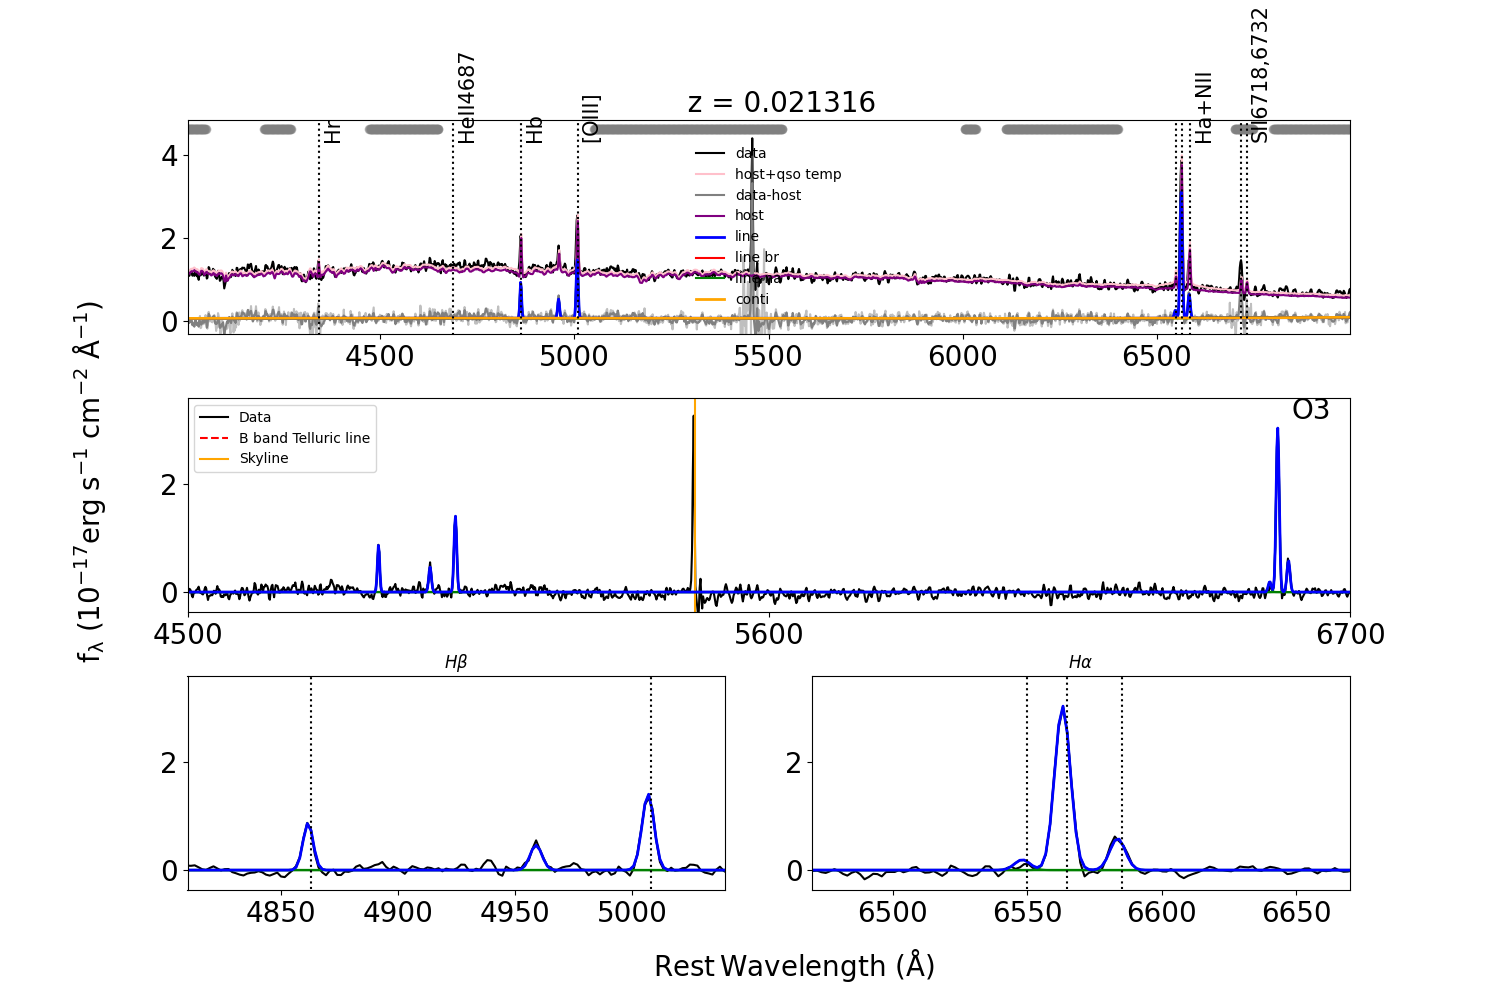 z = 0.021316
Hr
HeII4687
Hb
[OIII]
Ha+NII
SII6718,6732
4
2
0
data
host+qso temp
data-host
host
line
line br
line na
conti
4500 5000 5500 6000 6500
f_λ (10⁻¹⁷erg s⁻¹ cm⁻² Å⁻¹)
O3
Data
B band Telluric line
Skyline
2
0
4500 5600 6700
Hβ
2
0
4850 4900 4950 5000
Hα
2
0
6500 6550 6600 6650
Rest Wavelength (Å)